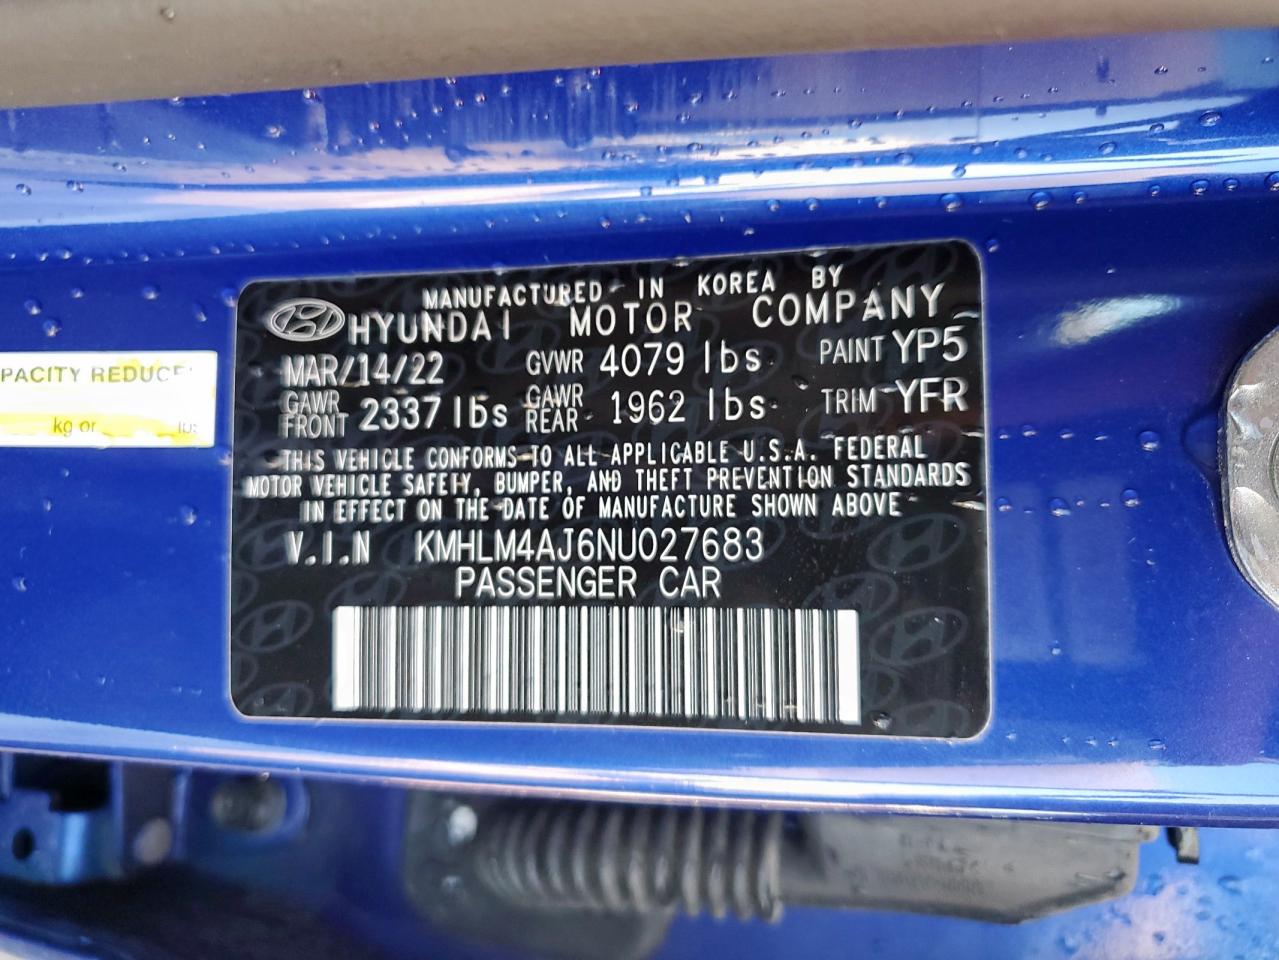 MANUFACTURED IN KOREA BY
HYUNDAI MOTOR COMPANY
MAR/14/22 GVWR 4079 lbs PAINT YP5
GAWR FRONT 2337 lbs GAWR REAR 1962 lbs TRIM YFR
THIS VEHICLE CONFORMS TO ALL APPLICABLE U.S.A. FEDERAL
MOTOR VEHICLE SAFETY, BUMPER, AND THEFT PREVENTION STANDARDS
IN EFFECT ON THE DATE OF MANUFACTURE SHOWN ABOVE
V.I.N KMHLM4AJ6NU027683
PASSENGER CAR
PACITY REDUCE
kg or lbs